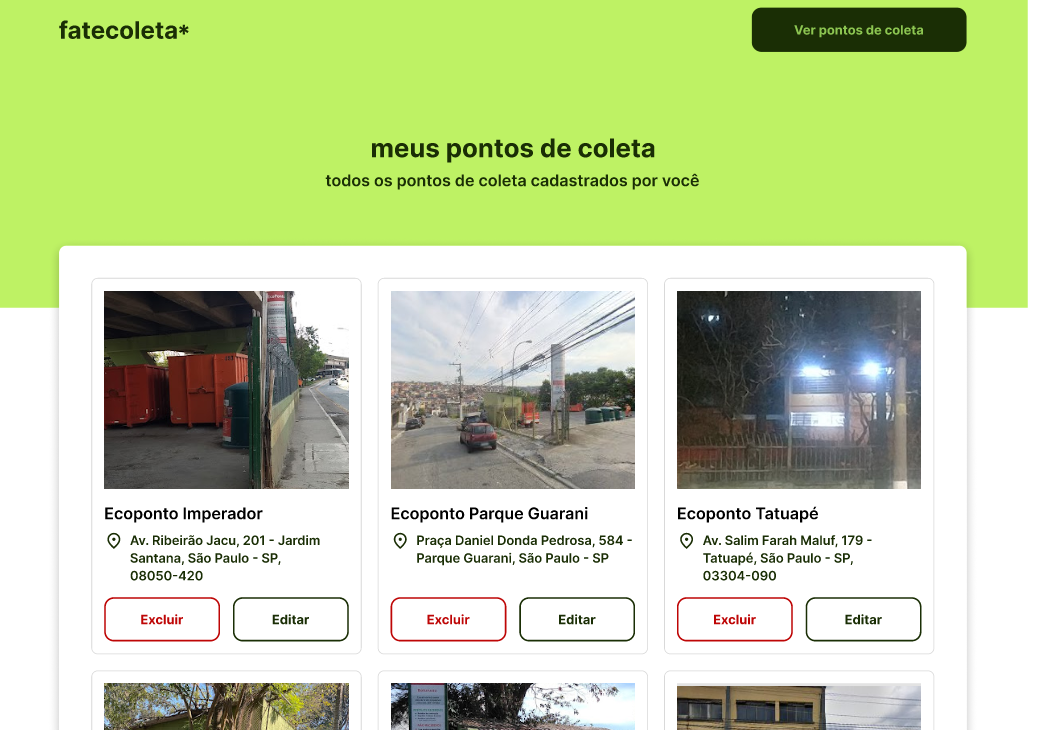 fatecoleta*
Ver pontos de coleta
meus pontos de coleta
todos os pontos de coleta cadastrados por você
Ecoponto Imperador
Av. Ribeirão Jacu, 201 - Jardim
Santana, São Paulo - SP,
08050-420
Excluir
Editar
Ecoponto Parque Guarani
Praça Daniel Donda Pedrosa, 584 -
Parque Guarani, São Paulo - SP
Excluir
Editar
Ecoponto Tatuapé
Av. Salim Farah Maluf, 179 -
Tatuapé, São Paulo - SP,
03304-090
Excluir
Editar